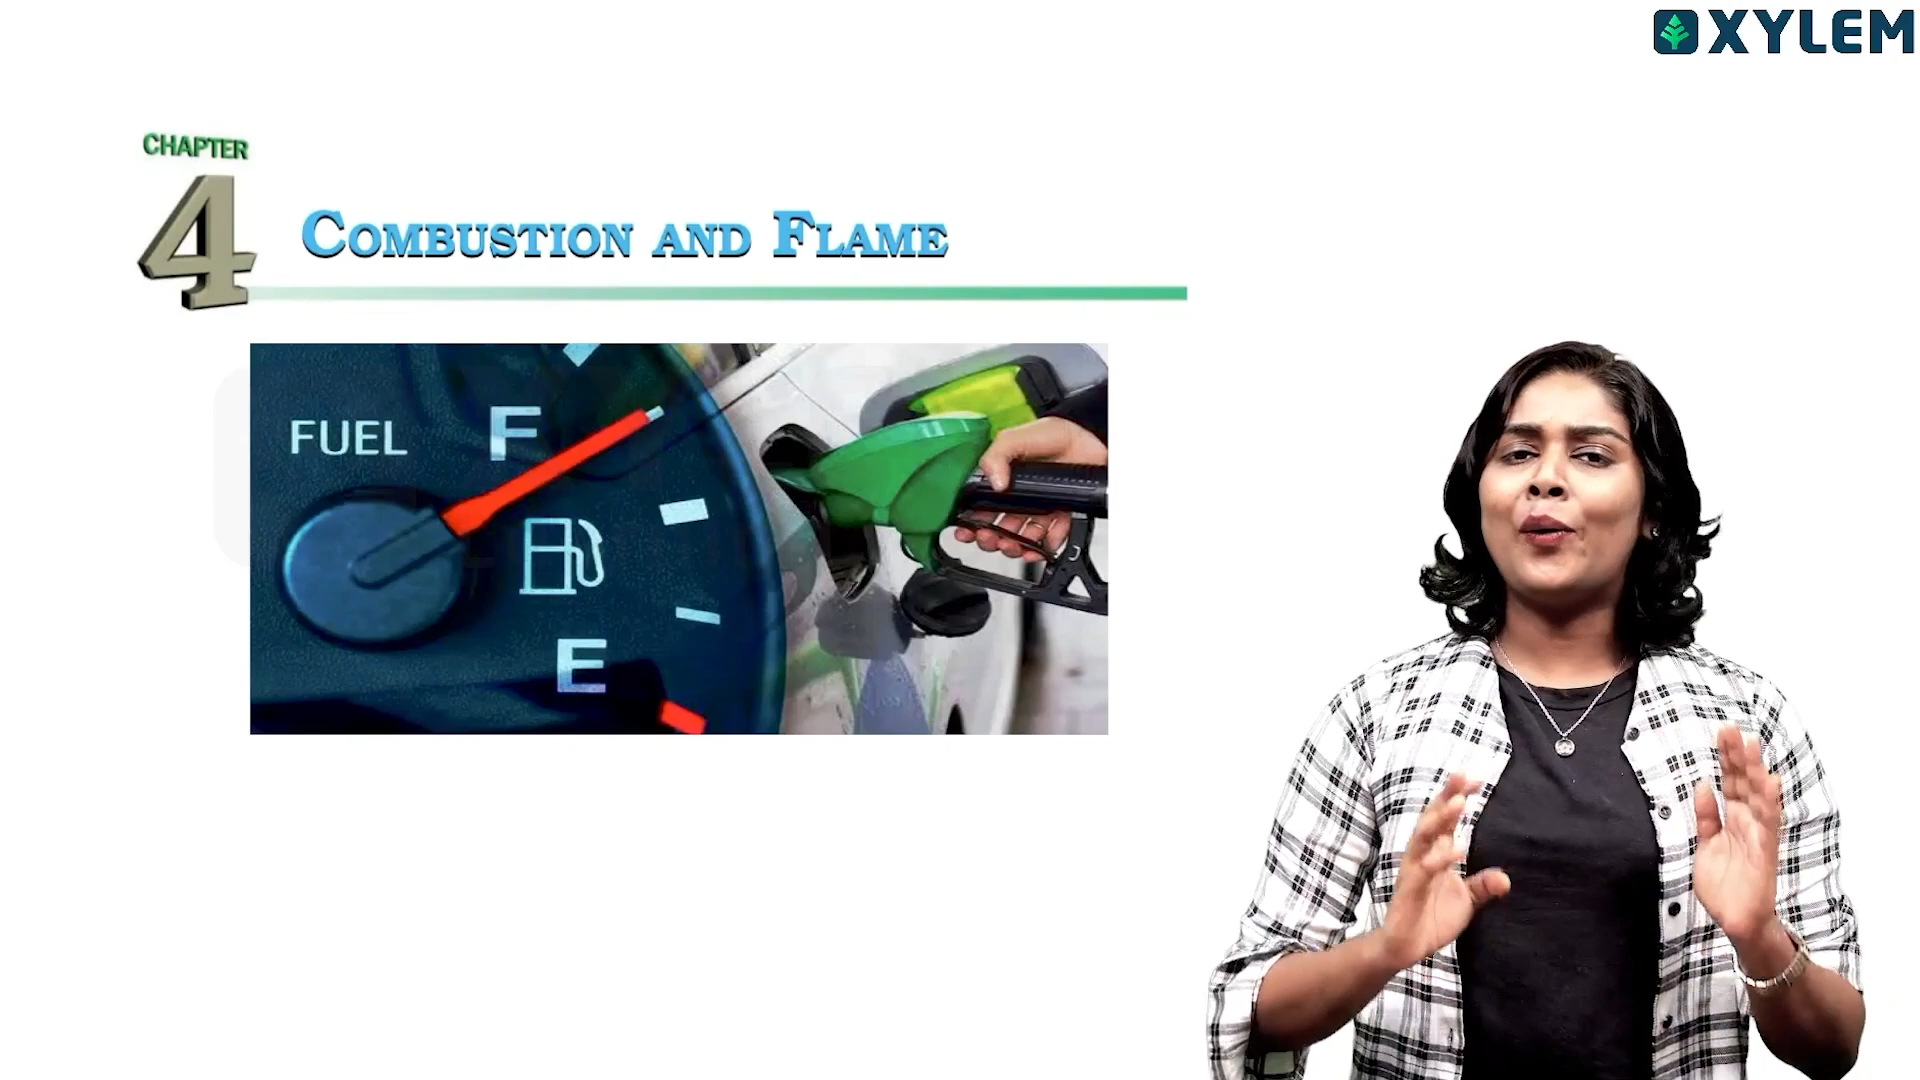 XYLEM
CHAPTER
4
COMBUSTION AND FLAME
FUEL
F
E